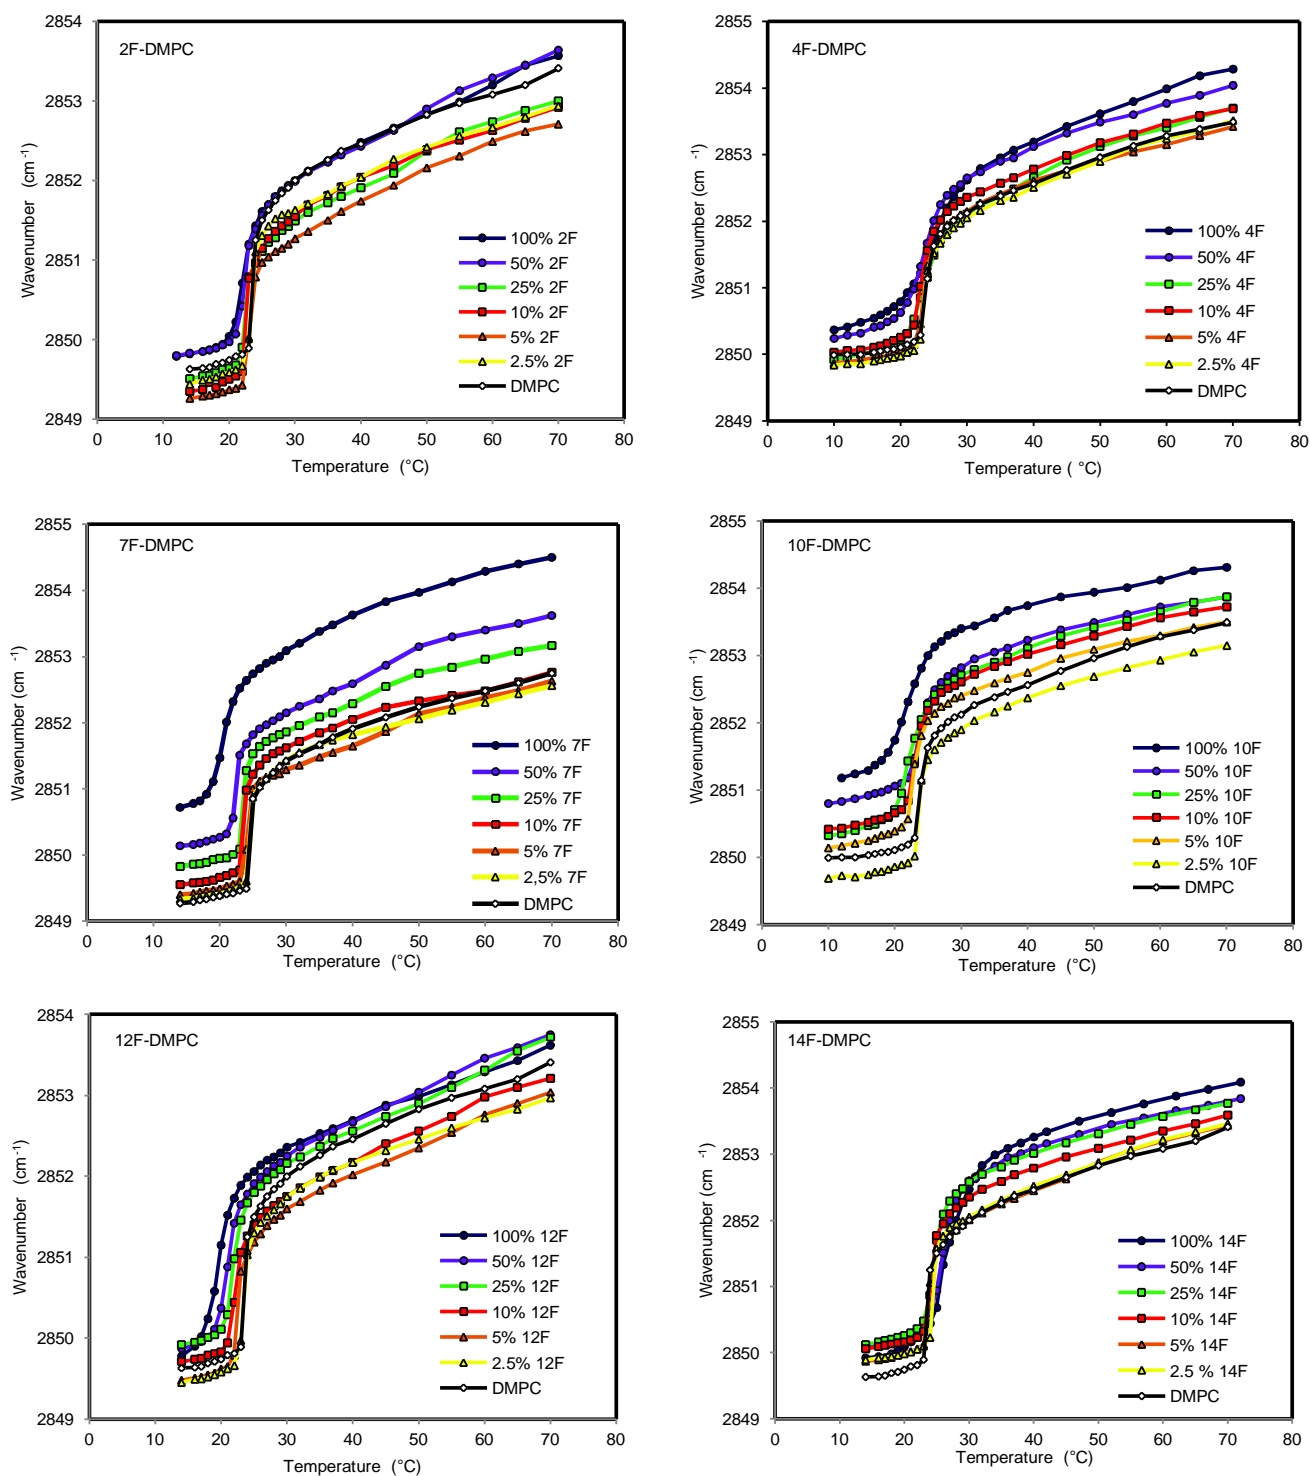 2F-DMPC
Wavenumber (cm-1)
2854
2853
2852
2851
2850
2849
0 10 20 30 40 50 60 70 80
Temperature (°C)
100% 2F
50% 2F
25% 2F
10% 2F
5% 2F
2.5% 2F
DMPC
4F-DMPC
Wavenumber (cm -1)
2855
2854
2853
2852
2851
2850
2849
0 10 20 30 40 50 60 70 80
Temperature ( °C)
100% 4F
50% 4F
25% 4F
10% 4F
5% 4F
2.5% 4F
DMPC
7F-DMPC
Wavenumber (cm -1)
2855
2854
2853
2852
2851
2850
2849
0 10 20 30 40 50 60 70 80
Temperature (°C)
100% 7F
50% 7F
25% 7F
10% 7F
5% 7F
2,5% 7F
DMPC
10F-DMPC
Wavenumber (cm -1)
2855
2854
2853
2852
2851
2850
2849
0 10 20 30 40 50 60 70 80
Temperature (°C)
100% 10F
50% 10F
25% 10F
10% 10F
5% 10F
2.5% 10F
DMPC
12F-DMPC
Wavenumber (cm-1)
2854
2853
2852
2851
2850
2849
0 10 20 30 40 50 60 70 80
Temperature (°C)
100% 12F
50% 12F
25% 12F
10% 12F
5% 12F
2.5% 12F
DMPC
14F-DMPC
Wavenumber (cm -1)
2855
2854
2853
2852
2851
2850
2849
0 10 20 30 40 50 60 70 80
Temperature (°C)
100% 14F
50% 14F
25% 14F
10% 14F
5% 14F
2.5 % 14F
DMPC